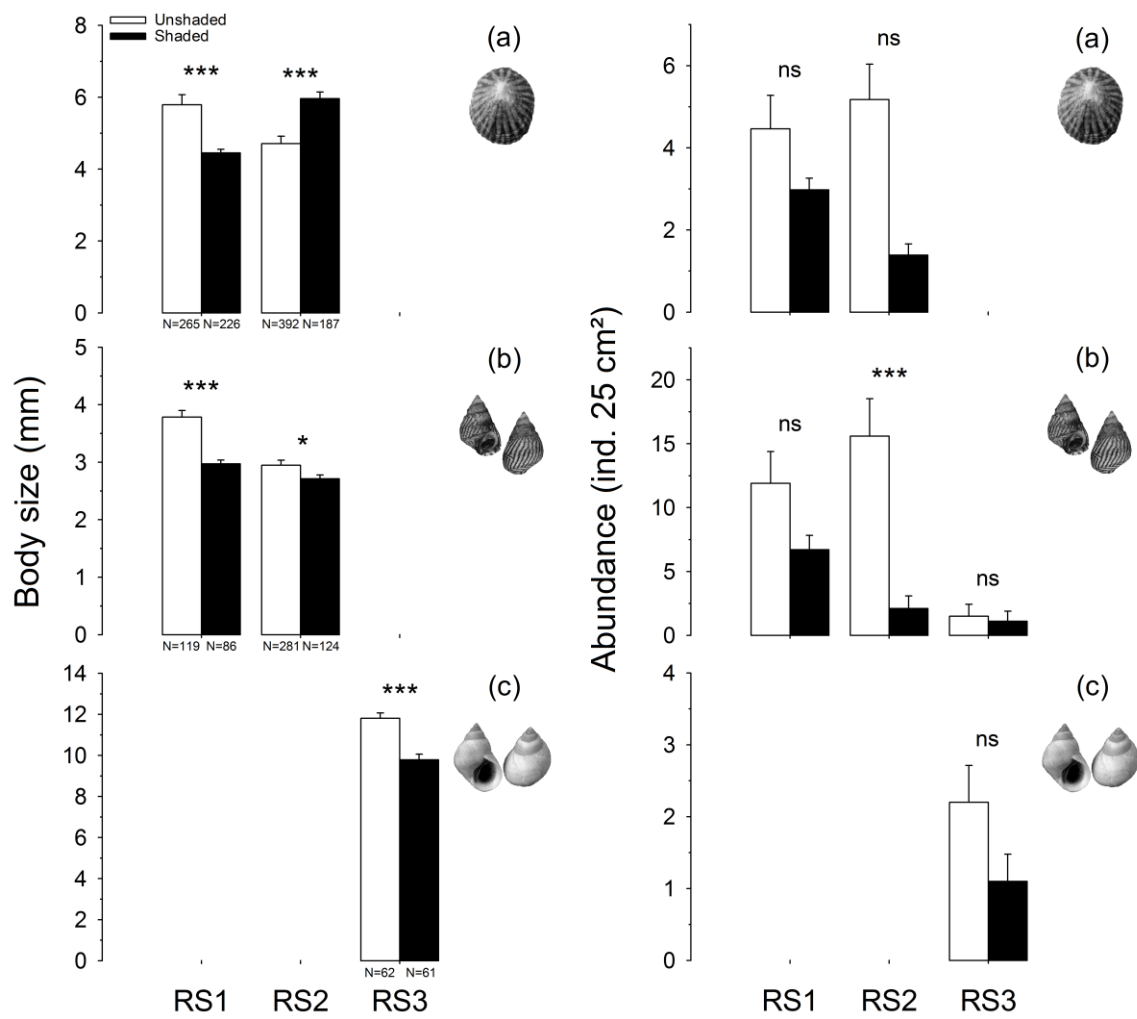 Unshaded
Shaded
Body size (mm)
8
6
4
2
0
(a)
***
***
N=265 N=226 N=392 N=187
5
4
3
2
1
0
(b)
***
*
N=119 N=86 N=281 N=124
14
12
10
8
6
4
2
0
(c)
***
N=62 N=61
RS1 RS2 RS3
Abundance (ind. 25 cm²)
6
4
2
0
(a)
ns
ns
20
15
10
5
0
(b)
ns
***
ns
4
3
2
1
0
(c)
ns
RS1 RS2 RS3